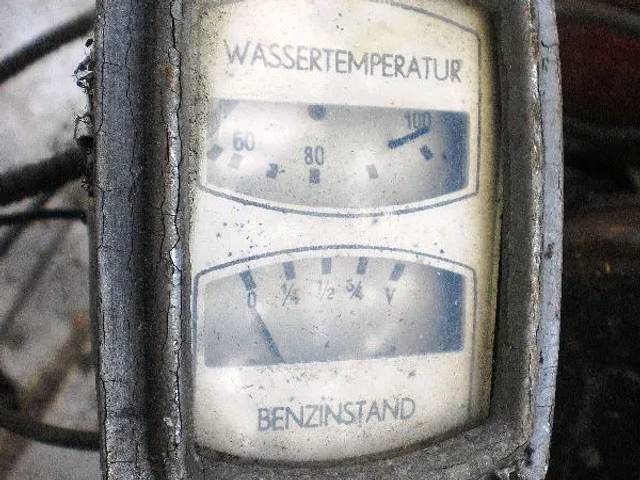 WASSERTEMPERATUR
60 80 100
0 ¼ ½ ¾ V
BENZINSTAND